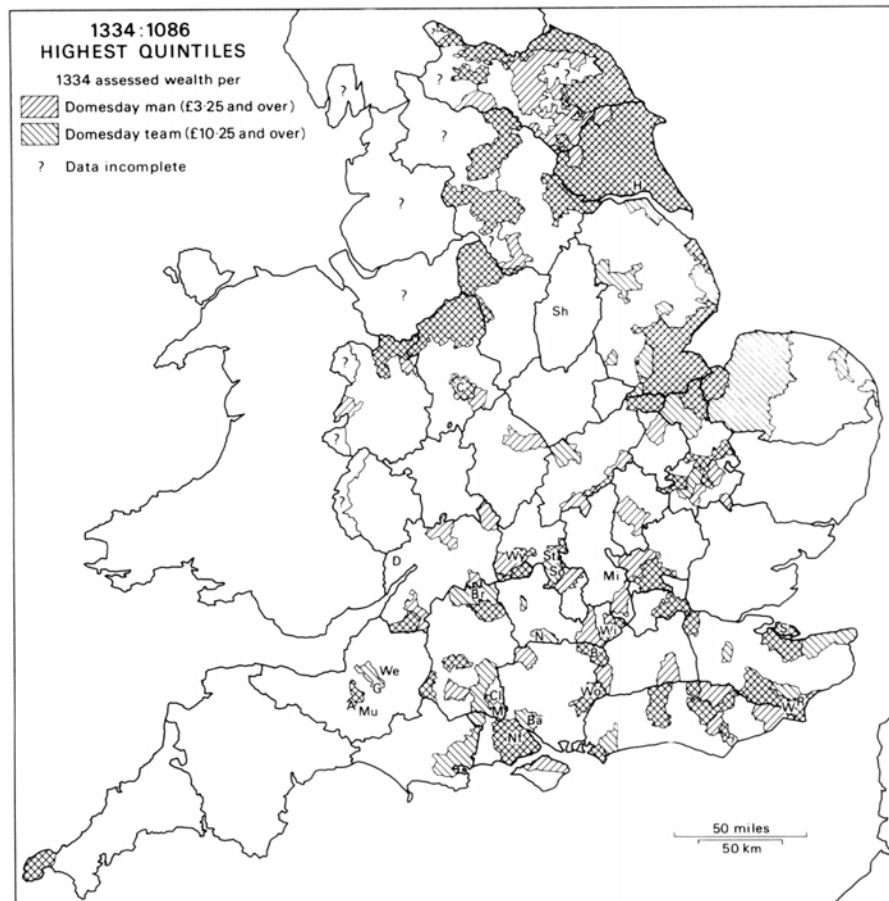 1334:1086
HIGHEST QUINTILES
1334 assessed wealth per
Domesday man (£3·25 and over)
Domesday team (£10·25 and over)
? Data incomplete
?
?
?
?
?
?
H
?
?
Sh
?
C
?
?
D
Wy
St
S
Mi
Br
N
Wi
S
B
We
G
A
Mu
Cl
M
Wo
Ba
R
W
Nf
50 miles
50 km